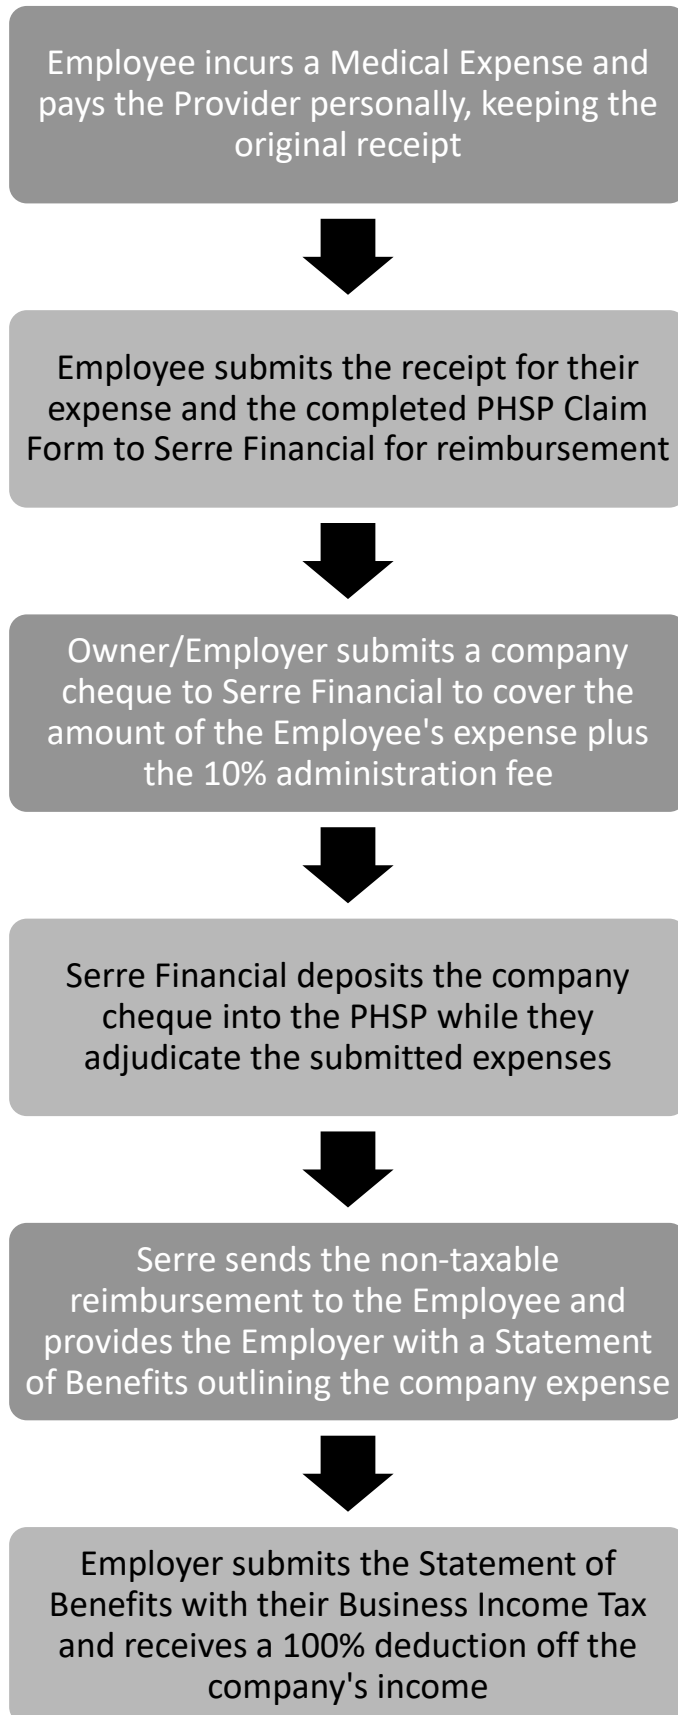 Employee incurs a Medical Expense and
pays the Provider personally, keeping the
original receipt
Employee submits the receipt for their
expense and the completed PHSP Claim
Form to Serre Financial for reimbursement
Owner/Employer submits a company
cheque to Serre Financial to cover the
amount of the Employee's expense plus
the 10% administration fee
Serre Financial deposits the company
cheque into the PHSP while they
adjudicate the submitted expenses
Serre sends the non-taxable
reimbursement to the Employee and
provides the Employer with a Statement
of Benefits outlining the company expense
Employer submits the Statement of
Benefits with their Business Income Tax
and receives a 100% deduction off the
company's income